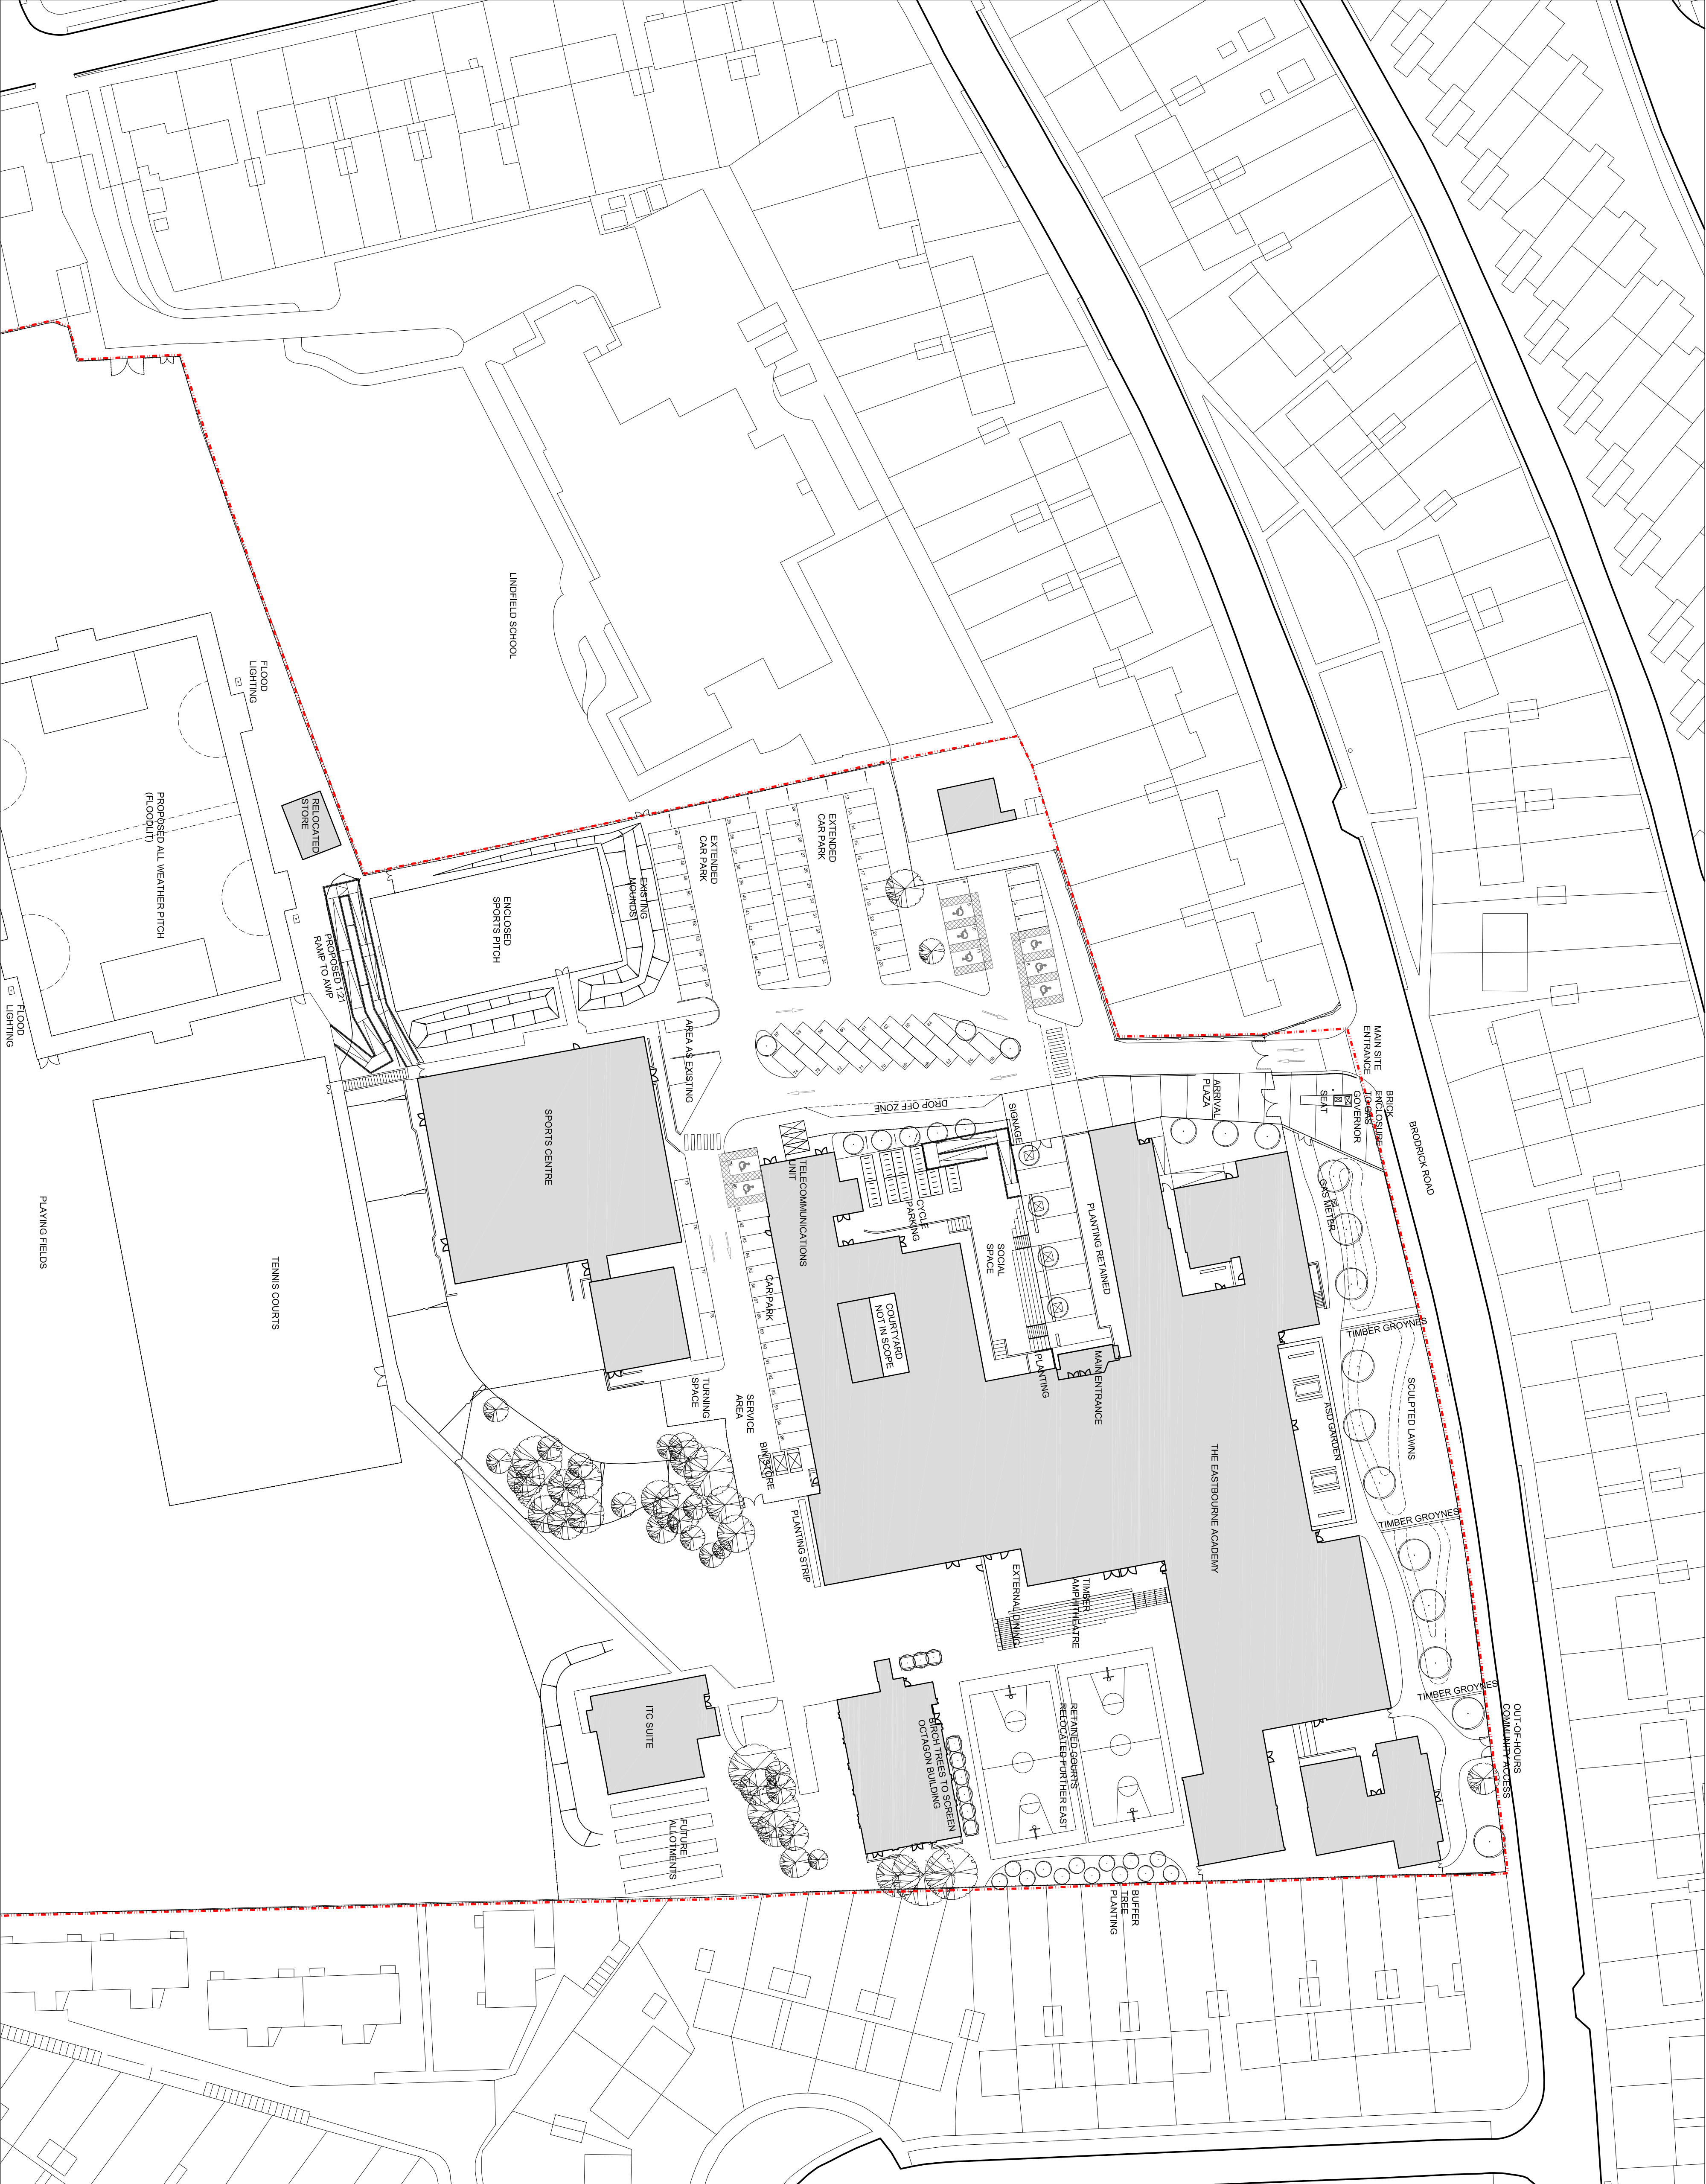 MAIN SITE
ENTRANCE
BRICK
ENCLOSURE
TO GAS
GOVERNOR
SEAT
BRODRICK ROAD
ARRIVAL
PLAZA
GAS METER
TIMBER GROYNES
SCULPTED LAWNS
ASD GARDEN
TIMBER GROYNES
TIMBER GROYNES
OUT-OF-HOURS
COMMUNITY ACCESS
THE EASTBOURNE ACADEMY
PLANTING RETAINED
MAIN ENTRANCE
PLANTING
SIGNAGE
SOCIAL
SPACE
CYCLE
PARKING
DROP OFF ZONE
COURTYARD
NOT IN SCOPE
TELECOMMUNICATIONS
UNIT
CAR PARK
EXTENDED
CAR PARK
EXTENDED
CAR PARK
AREA AS EXISTING
EXISTING
MOUNDS
ENCLOSED
SPORTS PITCH
LINDFIELD SCHOOL
SPORTS CENTRE
TURNING
SPACE
SERVICE
AREA
BIN STORE
PLANTING STRIP
EXTERNAL DINING
TIMBER
AMPHITHEATRE
RETAINED COURTS
RELOCATED FURTHER EAST
BIRCH TREES TO SCREEN
OCTAGON BUILDING
BUFFER
TREE
PLANTING
ITC SUITE
FUTURE
ALLOTMENTS
PROPOSED 1:21
RAMP TO AWP
RELOCATED
STORE
FLOOD
LIGHTING
PROPOSED ALL WEATHER PITCH
(FLOODLIT)
FLOOD
LIGHTING
TENNIS COURTS
PLAYING FIELDS